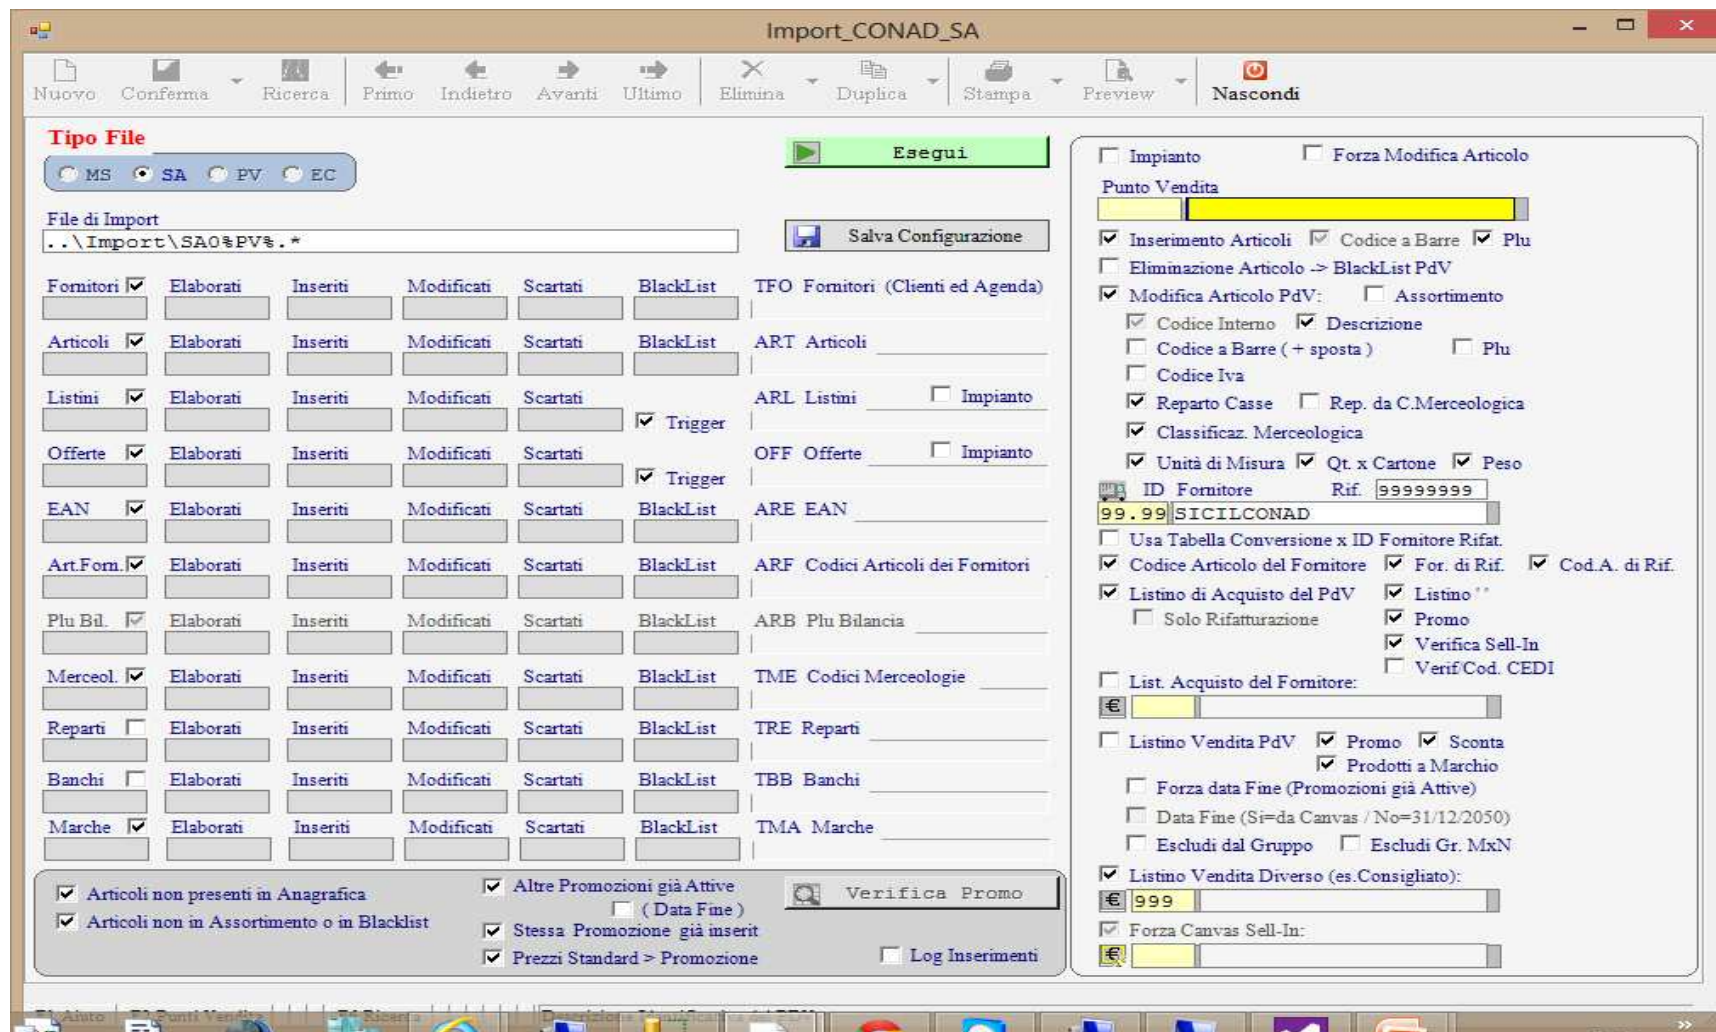 Import_CONAD_SA
Nuovo Conferma Ricerca Primo Indietro Avanti Ultimo Elimina Duplica Stampa Preview Nascondi
Tipo File
MS SA PV EC
Esegui
File di Import
..\Import\SA0%PV%.*
Salva Configurazione
Fornitori Elaborati Inseriti Modificati Scartati BlackList TFO Fornitori (Clienti ed Agenda)
Articoli Elaborati Inseriti Modificati Scartati BlackList ART Articoli
Listini Elaborati Inseriti Modificati Scartati ARL Listini Impianto
Trigger
Offerte Elaborati Inseriti Modificati Scartati OFF Offerte Impianto
Trigger
EAN Elaborati Inseriti Modificati Scartati BlackList ARE EAN
Art.Forn. Elaborati Inseriti Modificati Scartati BlackList ARF Codici Articoli dei Fornitori
Plu Bil. Elaborati Inseriti Modificati Scartati BlackList ARB Plu Bilancia
Merceol. Elaborati Inseriti Modificati Scartati BlackList TME Codici Merceologie
Reparti Elaborati Inseriti Modificati Scartati BlackList TRE Reparti
Banchi Elaborati Inseriti Modificati Scartati BlackList TBB Banchi
Marche Elaborati Inseriti Modificati Scartati BlackList TMA Marche
Articoli non presenti in Anagrafica
Articoli non in Assortimento o in Blacklist
Altre Promozioni già Attive
( Data Fine )
Stessa Promozione già inserit
Prezzi Standard > Promozione
Verifica Promo
Log Inserimenti
Impianto Forza Modifica Articolo
Punto Vendita
Inserimento Articoli Codice a Barre Plu
Eliminazione Articolo -> BlackList PdV
Modifica Articolo PdV: Assortimento
Codice Interno Descrizione
Codice a Barre ( + sposta ) Plu
Codice Iva
Reparto Casse Rep. da C.Merceologica
Classificaz. Merceologica
Unità di Misura Qt. x Cartone Peso
ID Fornitore Rif. 99999999
99.99 SICILCONAD
Usa Tabella Conversione x ID Fornitore Rifat.
Codice Articolo del Fornitore For. di Rif. Cod.A. di Rif.
Listino di Acquisto del PdV Listino ''
Solo Rifatturazione Promo
Verifica Sell-In
Verif/Cod. CEDI
List. Acquisto del Fornitore:
€
Listino Vendita PdV Promo Sconta
Prodotti a Marchio
Forza data Fine (Promozioni già Attive)
Data Fine (Si=da Canvas / No=31/12/2050)
Escludi dal Gruppo Escludi Gr. MxN
Listino Vendita Diverso (es.Consigliato):
€ 999
Forza Canvas Sell-In:
€
Aiuto Punti Vendita Ricerca